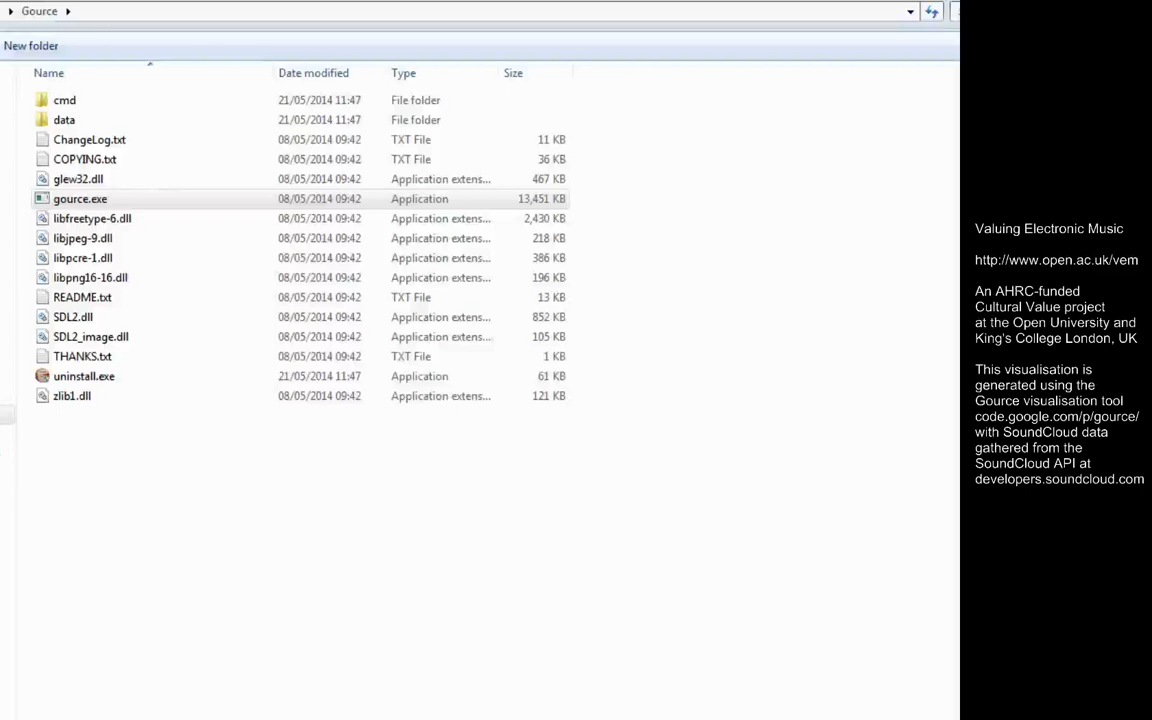 Gource
New folder
Name Date modified Type Size
cmd 21/05/2014 11:47 File folder
data 21/05/2014 11:47 File folder
ChangeLog.txt 08/05/2014 09:42 TXT File 11 KB
COPYING.txt 08/05/2014 09:42 TXT File 36 KB
glew32.dll 08/05/2014 09:42 Application extens... 467 KB
gource.exe 08/05/2014 09:42 Application 13,451 KB
libfreetype-6.dll 08/05/2014 09:42 Application extens... 2,430 KB
libjpeg-9.dll 08/05/2014 09:42 Application extens... 218 KB
libpcre-1.dll 08/05/2014 09:42 Application extens... 386 KB
libpng16-16.dll 08/05/2014 09:42 Application extens... 196 KB
README.txt 08/05/2014 09:42 TXT File 13 KB
SDL2.dll 08/05/2014 09:42 Application extens... 852 KB
SDL2_image.dll 08/05/2014 09:42 Application extens... 105 KB
THANKS.txt 08/05/2014 09:42 TXT File 1 KB
uninstall.exe 21/05/2014 11:47 Application 61 KB
zlib1.dll 08/05/2014 09:42 Application extens... 121 KB
Valuing Electronic Music
http://www.open.ac.uk/vem
An AHRC-funded
Cultural Value project
at the Open University and
King's College London, UK
This visualisation is
generated using the
Gource visualisation tool
code.google.com/p/gource/
with SoundCloud data
gathered from the
SoundCloud API at
developers.soundcloud.com